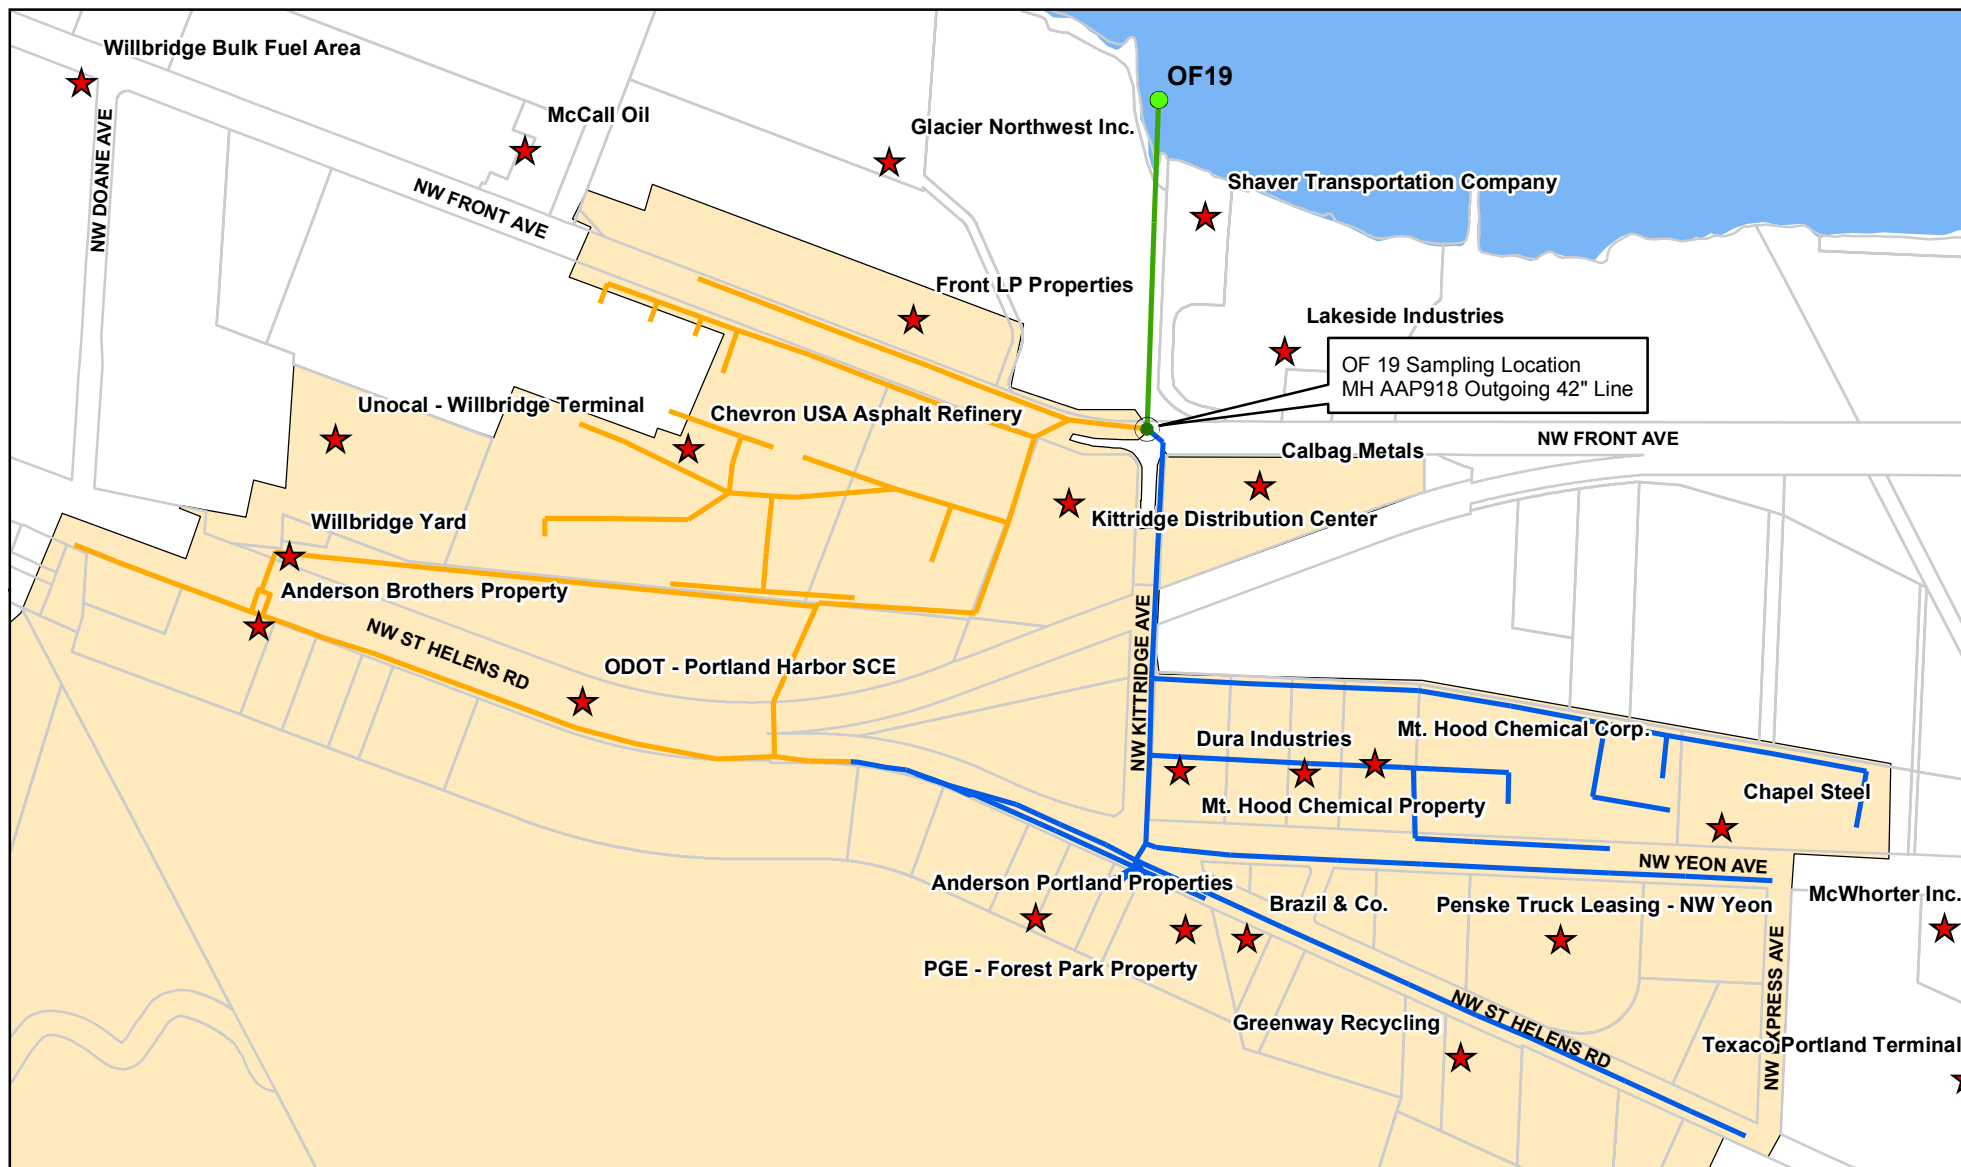 Willbridge Bulk Fuel Area
OF19
McCall Oil
Glacier Northwest Inc.
NW DOANE AVE
Shaver Transportation Company
NW FRONT AVE
Front LP Properties
Lakeside Industries
OF 19 Sampling Location
MH AAP918 Outgoing 42" Line
Unocal - Willbridge Terminal
Chevron USA Asphalt Refinery
NW FRONT AVE
Calbag Metals
Willbridge Yard
Kittridge Distribution Center
Anderson Brothers Property
NW ST HELENS RD
ODOT - Portland Harbor SCE
NW KITTRIDGE AVE
Dura Industries
Mt. Hood Chemical Corp.
Mt. Hood Chemical Property
Chapel Steel
NW YEON AVE
Anderson Portland Properties
Brazil & Co.
Penske Truck Leasing - NW Yeon
McWhorter Inc.
PGE - Forest Park Property
NW EXPRESS AVE
Greenway Recycling
NW ST HELENS RD
Texaco Portland Terminal